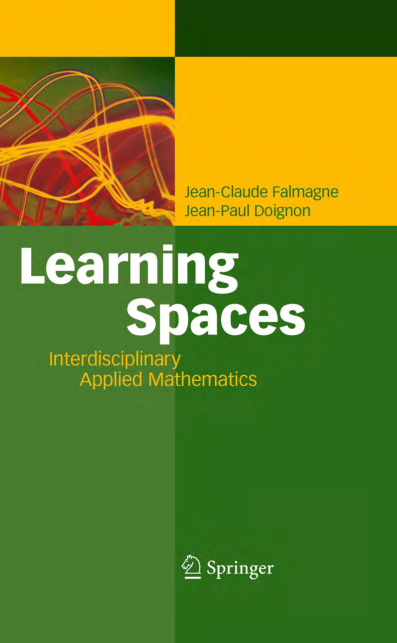 Jean-Claude Falmagne
Jean-Paul Doignon
Learning
Spaces
Interdisciplinary
Applied Mathematics
Springer